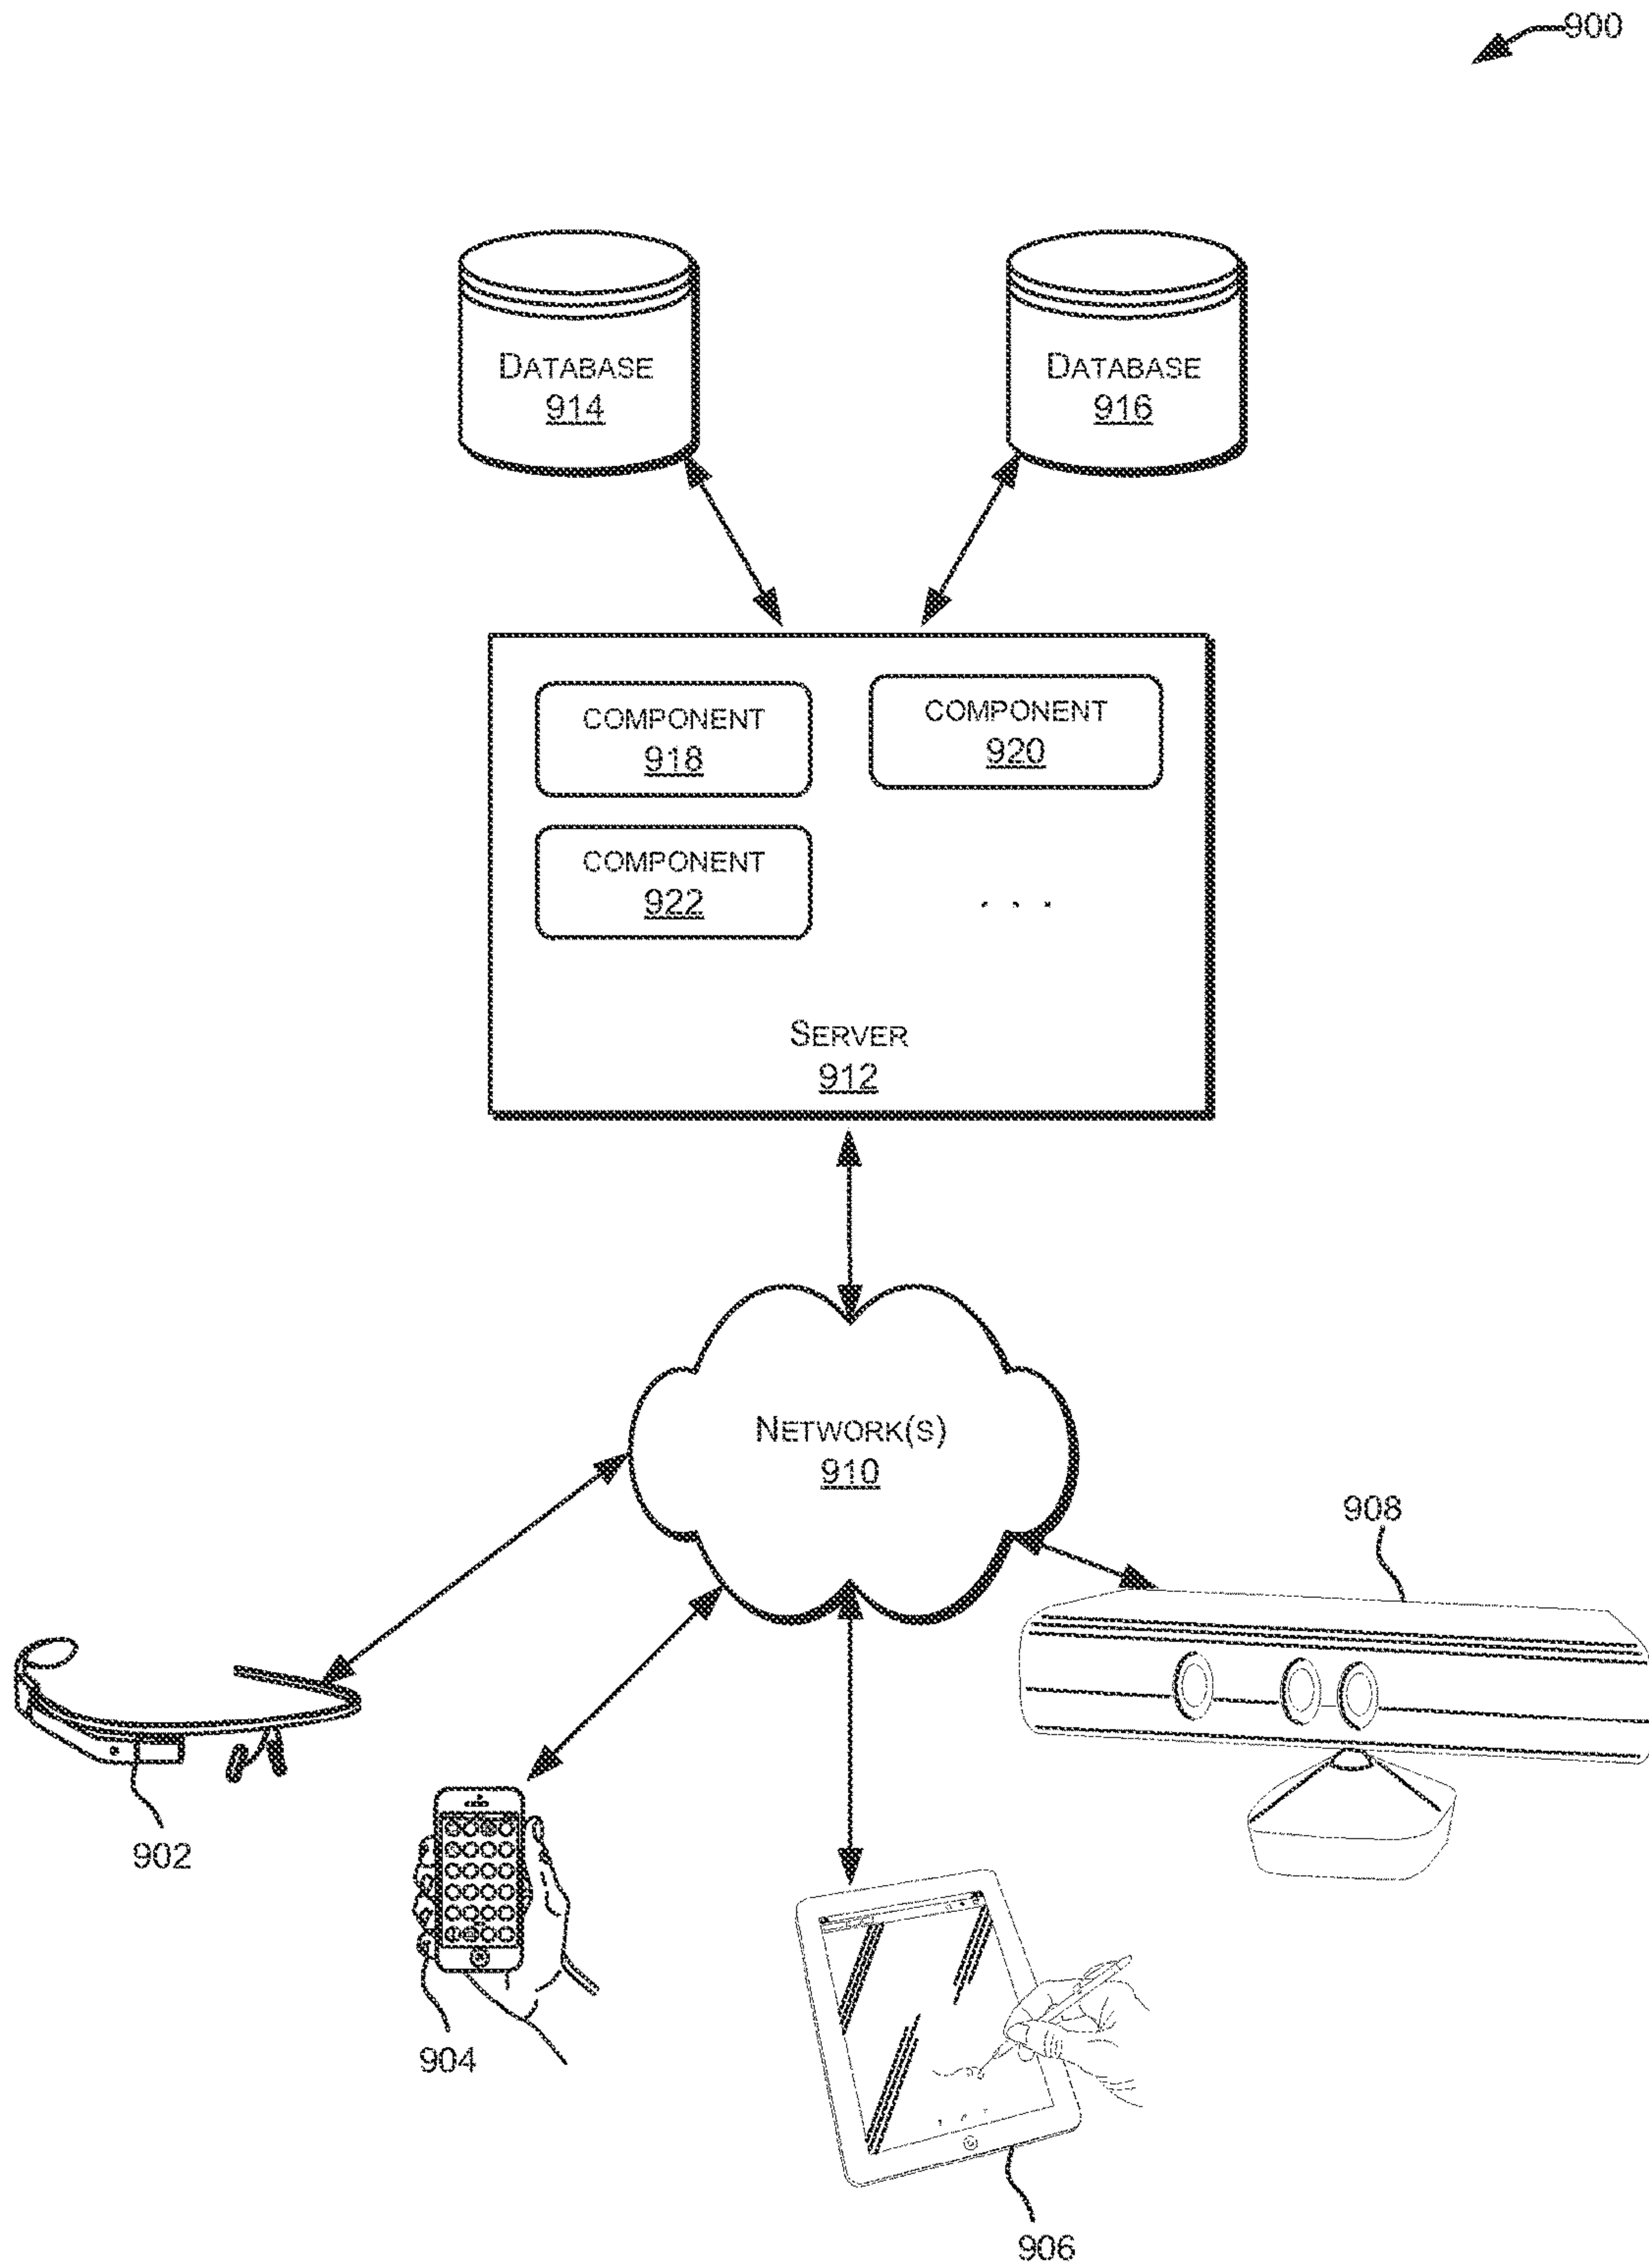 900
DATABASE
914
DATABASE
916
COMPONENT
918
COMPONENT
920
COMPONENT
922
. . .
SERVER
912
NETWORK(S)
910
908
902
904
906